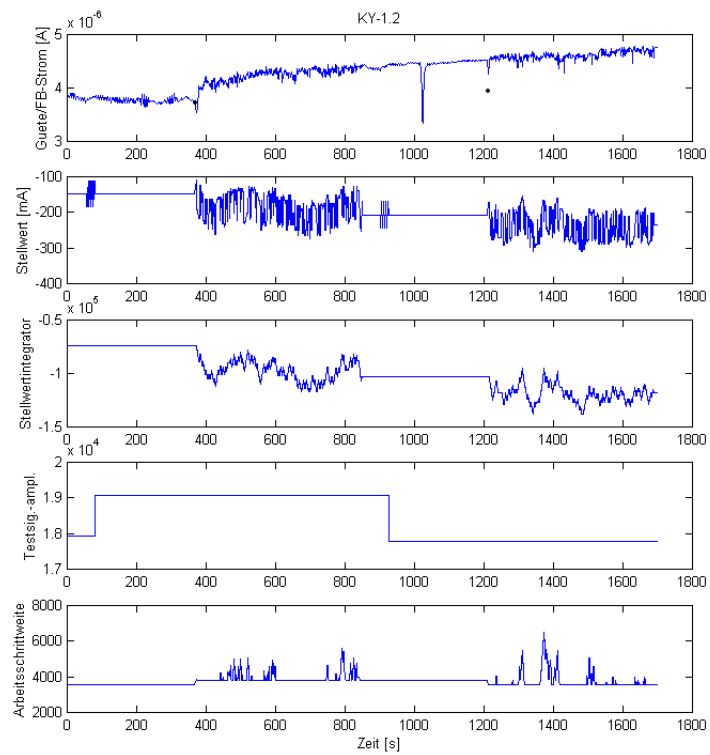 KY-1.2
x 10^-6
Guete/FB-Strom [A]
5
4
3
0 200 400 600 800 1000 1200 1400 1600 1800
Stellwert [mA]
-100
-200
-300
-400
0 200 400 600 800 1000 1200 1400 1600 1800
x 10^5
Stellwertintegrator
-0.5
-1
-1.5
0 200 400 600 800 1000 1200 1400 1600 1800
x 10^4
Testsig.-ampl.
2
1.9
1.8
1.7
0 200 400 600 800 1000 1200 1400 1600 1800
Arbeitsschrittweite
8000
6000
4000
2000
0 200 400 600 800 1000 1200 1400 1600 1800
Zeit [s]